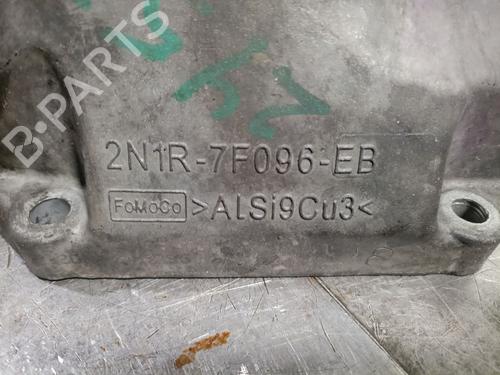 B-PARTS
2N1R-7F096-EB
FoMoCo >AlSi9Cu3<